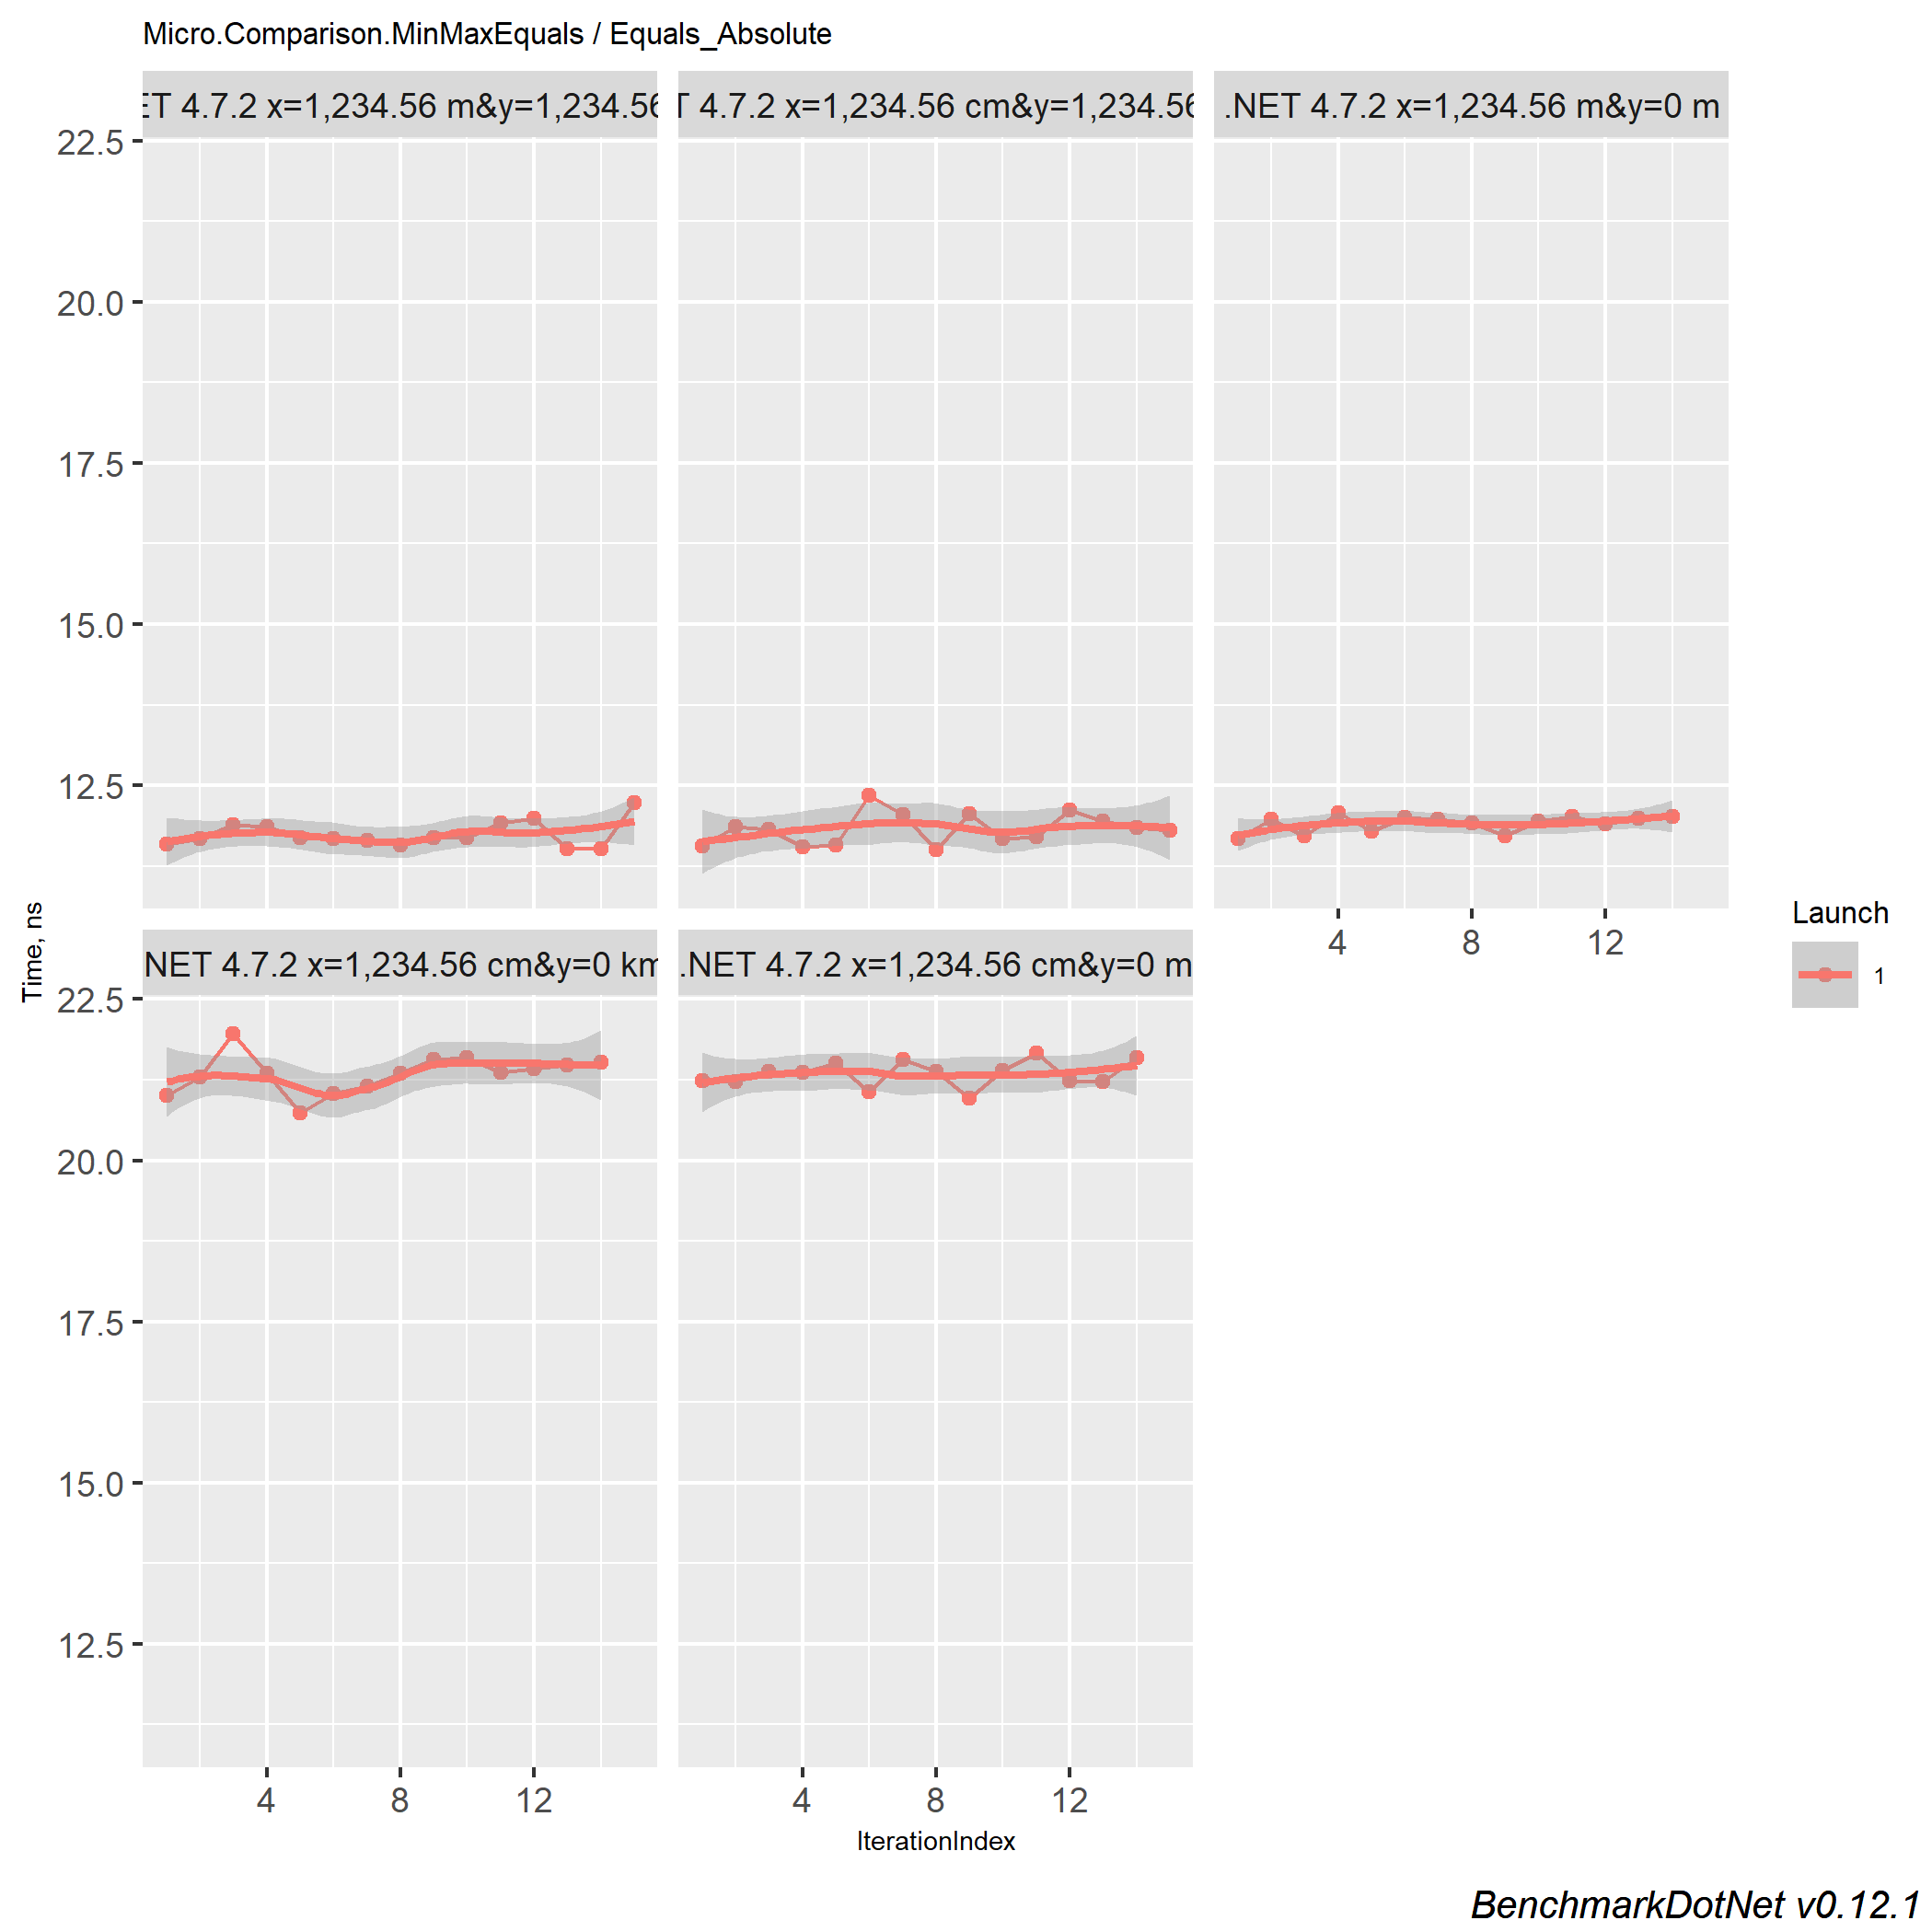 Micro.Comparison.MinMaxEquals / Equals_Absolute
ET 4.7.2 x=1,234.56 m&y=1,234.56
T 4.7.2 x=1,234.56 cm&y=1,234.56
.NET 4.7.2 x=1,234.56 m&y=0 m
22.5
20.0
17.5
15.0
12.5
4 8 12
NET 4.7.2 x=1,234.56 cm&y=0 km
.NET 4.7.2 x=1,234.56 cm&y=0 m
22.5
20.0
17.5
15.0
12.5
4 8 12
4 8 12
Time, ns
IterationIndex
Launch
1
BenchmarkDotNet v0.12.1